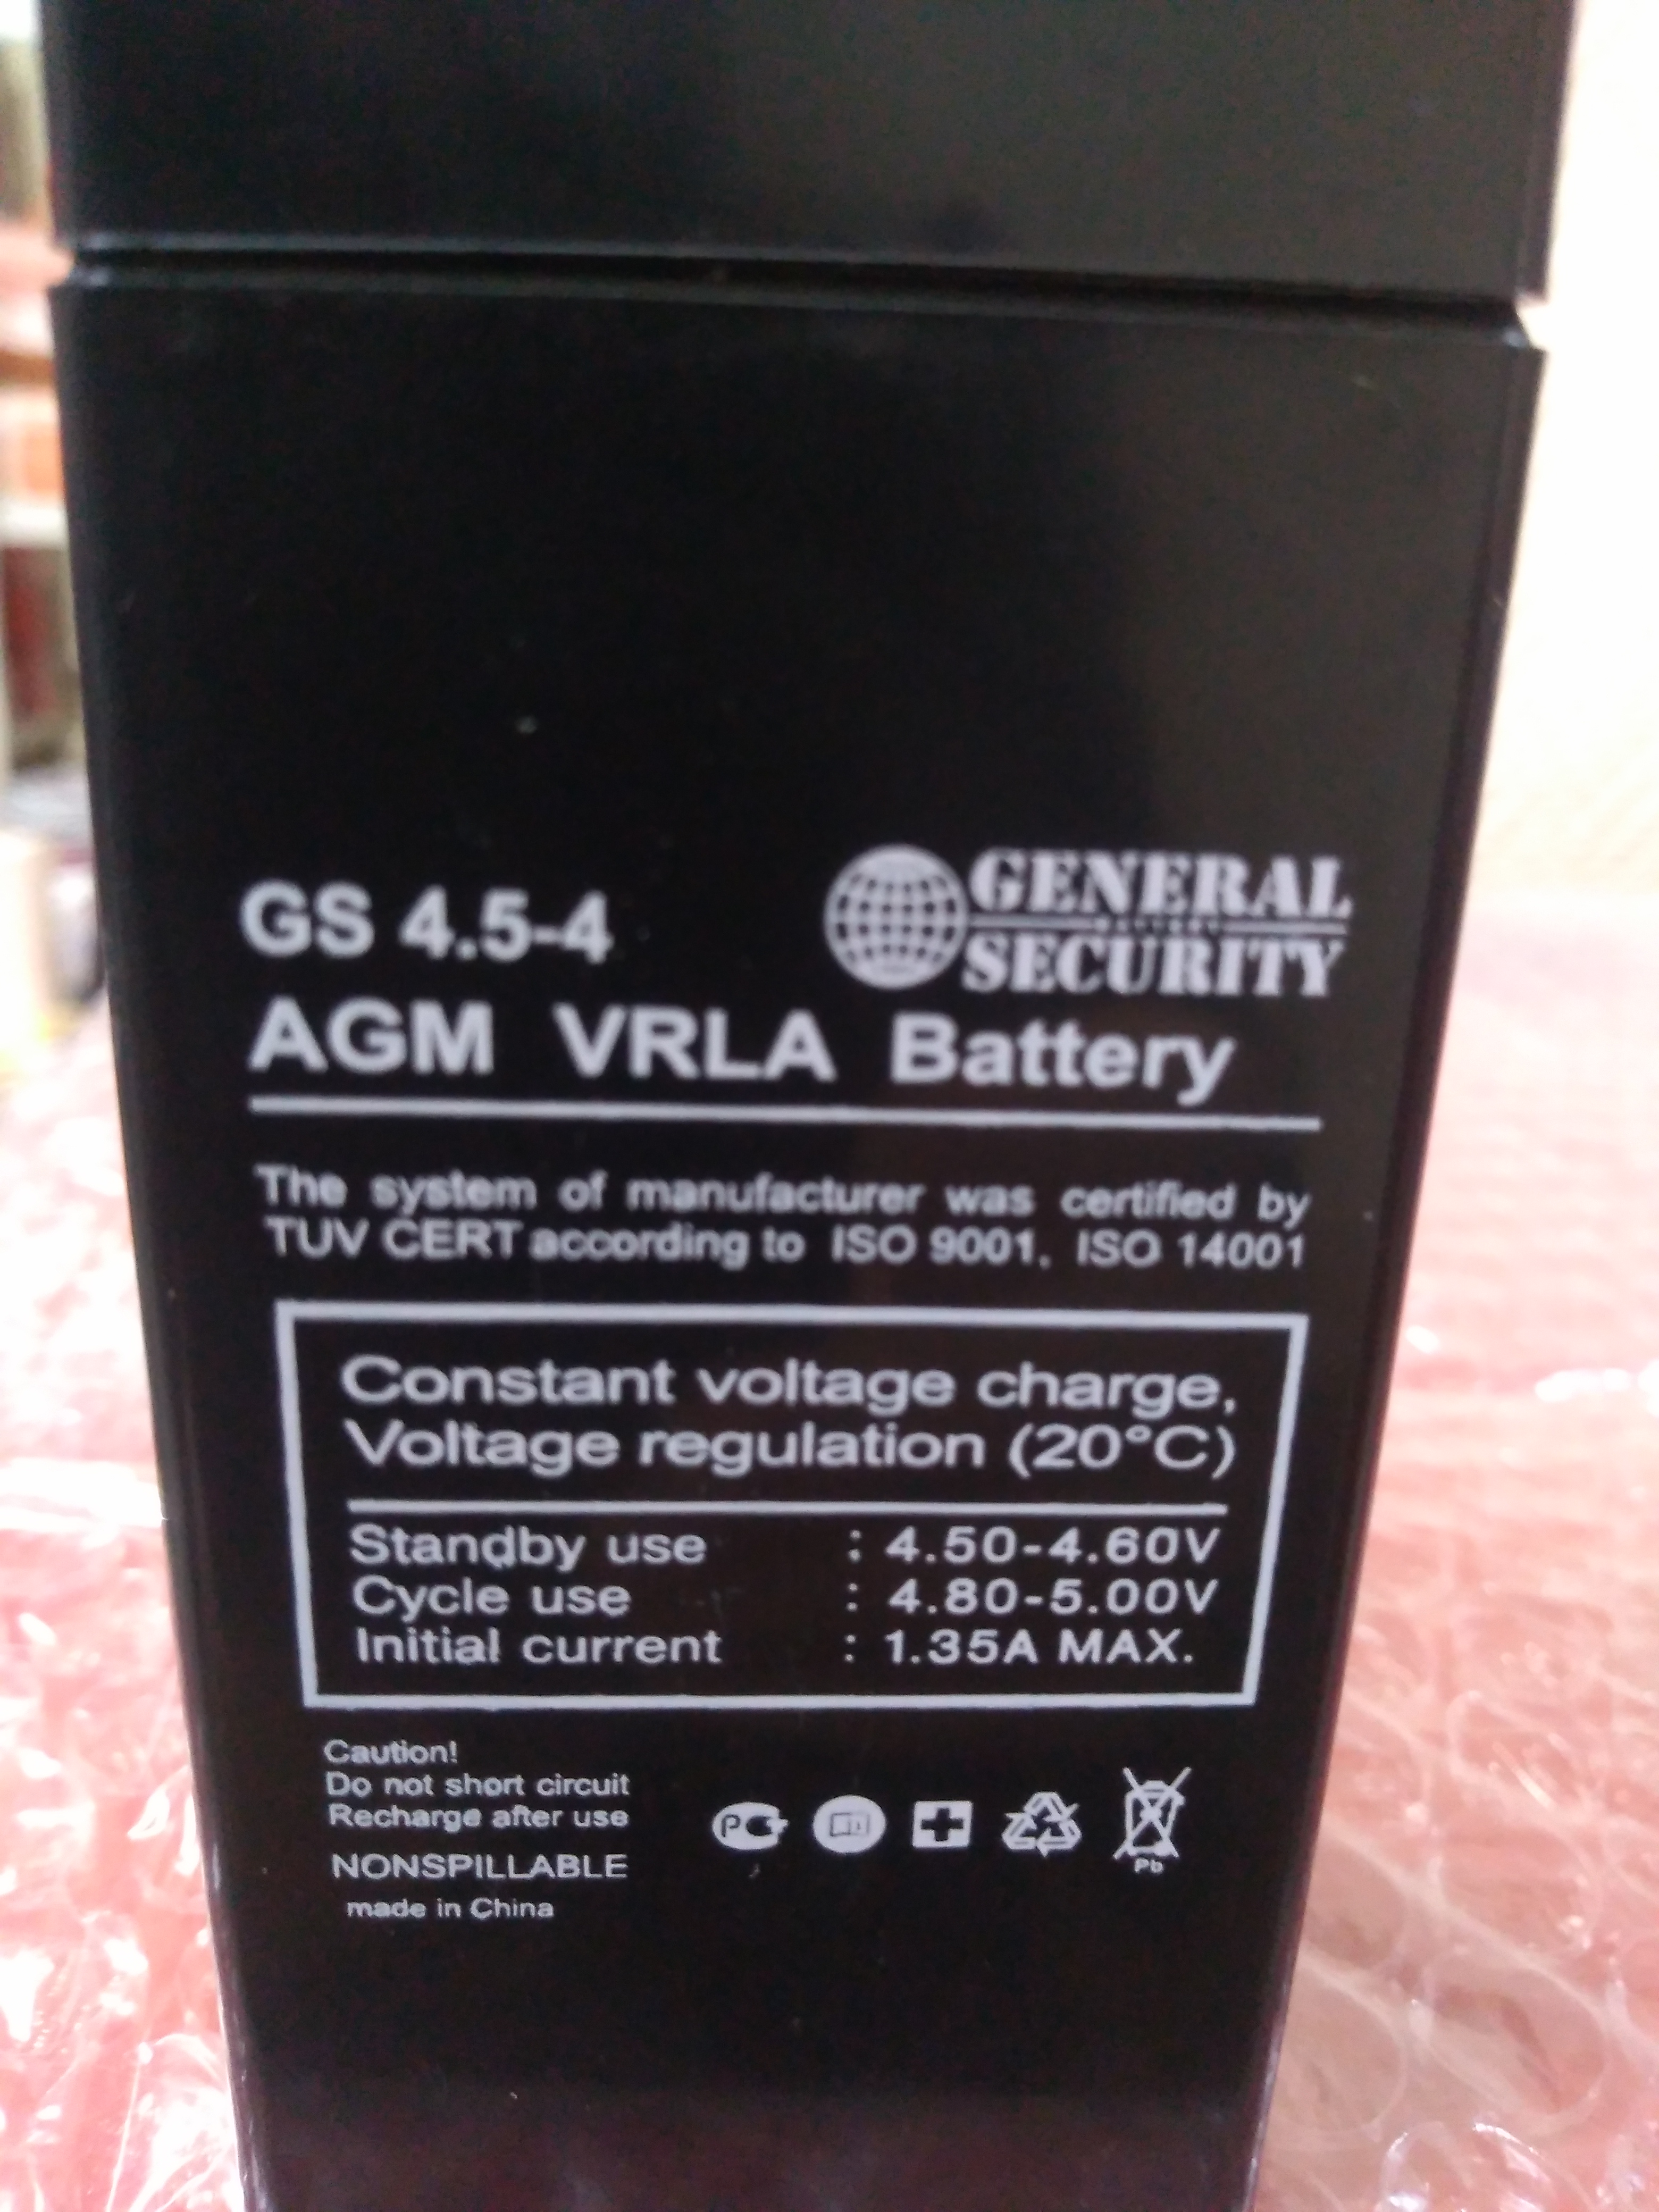 GS 4.5-4
GENERAL
BATTERY
SECURITY
AGM VRLA Battery
The system of manufacturer was certified by
TUV CERT according to ISO 9001, ISO 14001
Constant voltage charge,
Voltage regulation (20°C)
Standby use : 4.50-4.60V
Cycle use : 4.80-5.00V
Initial current : 1.35A MAX.
Caution!
Do not short circuit
Recharge after use
NONSPILLABLE
made in China
Pb